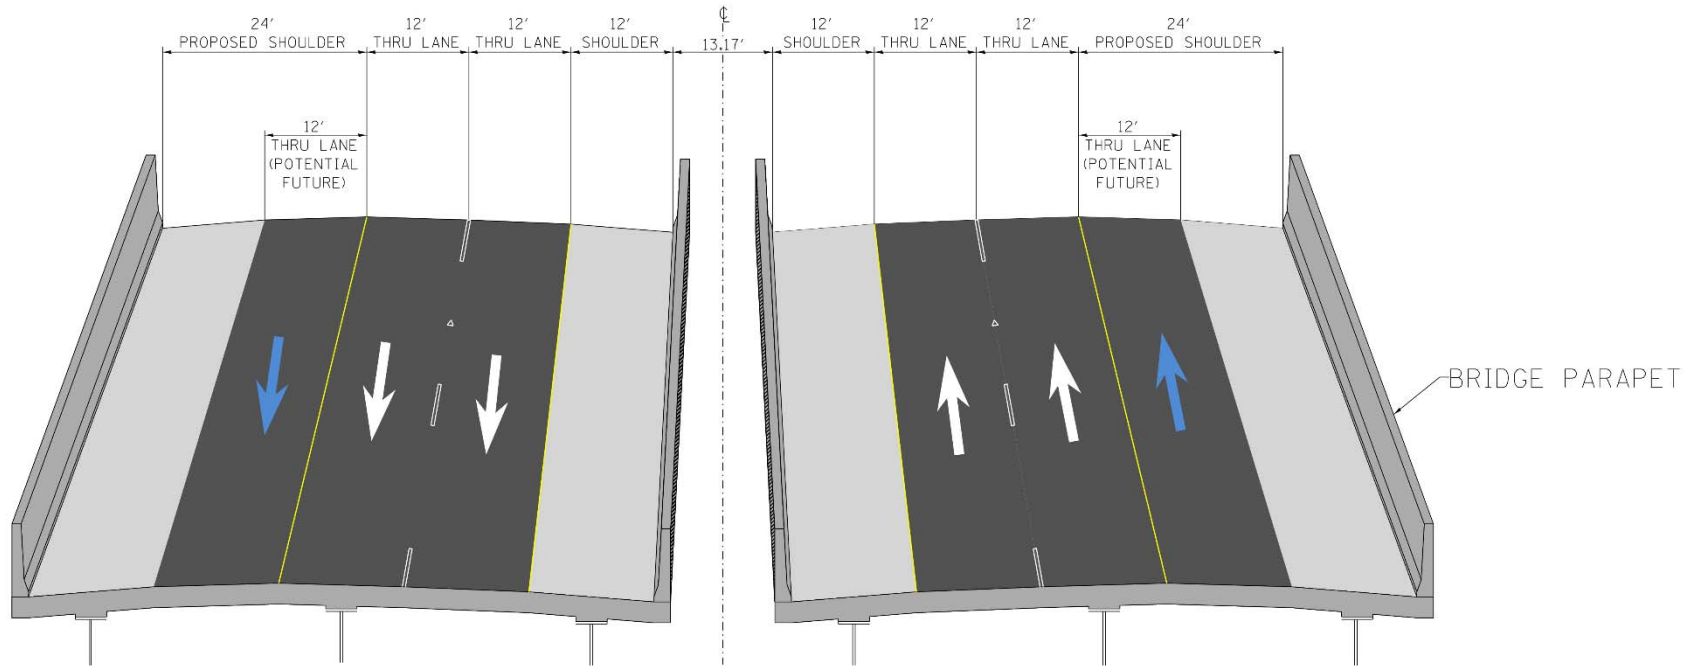 24'
PROPOSED SHOULDER
12'
THRU LANE
12'
THRU LANE
12'
SHOULDER
℄
13.17'
12'
SHOULDER
12'
THRU LANE
12'
THRU LANE
24'
PROPOSED SHOULDER
12'
THRU LANE
(POTENTIAL
FUTURE)
12'
THRU LANE
(POTENTIAL
FUTURE)
BRIDGE PARAPET